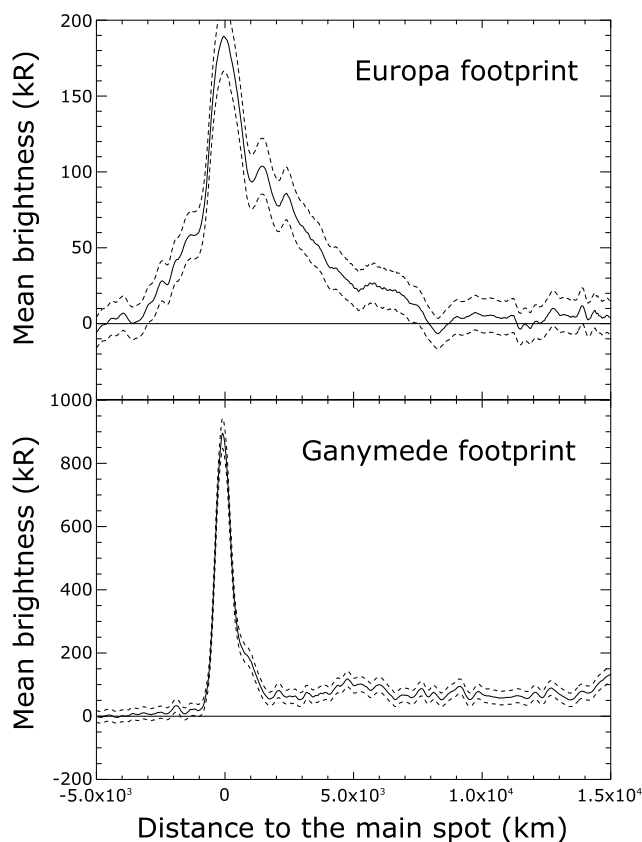 200
150
100
50
0
Mean brightness (kR)
Europa footprint
1000
800
600
400
200
0
-200
Mean brightness (kR)
Ganymede footprint
-5.0x10³ 0 5.0x10³ 1.0x10⁴ 1.5x10⁴
Distance to the main spot (km)